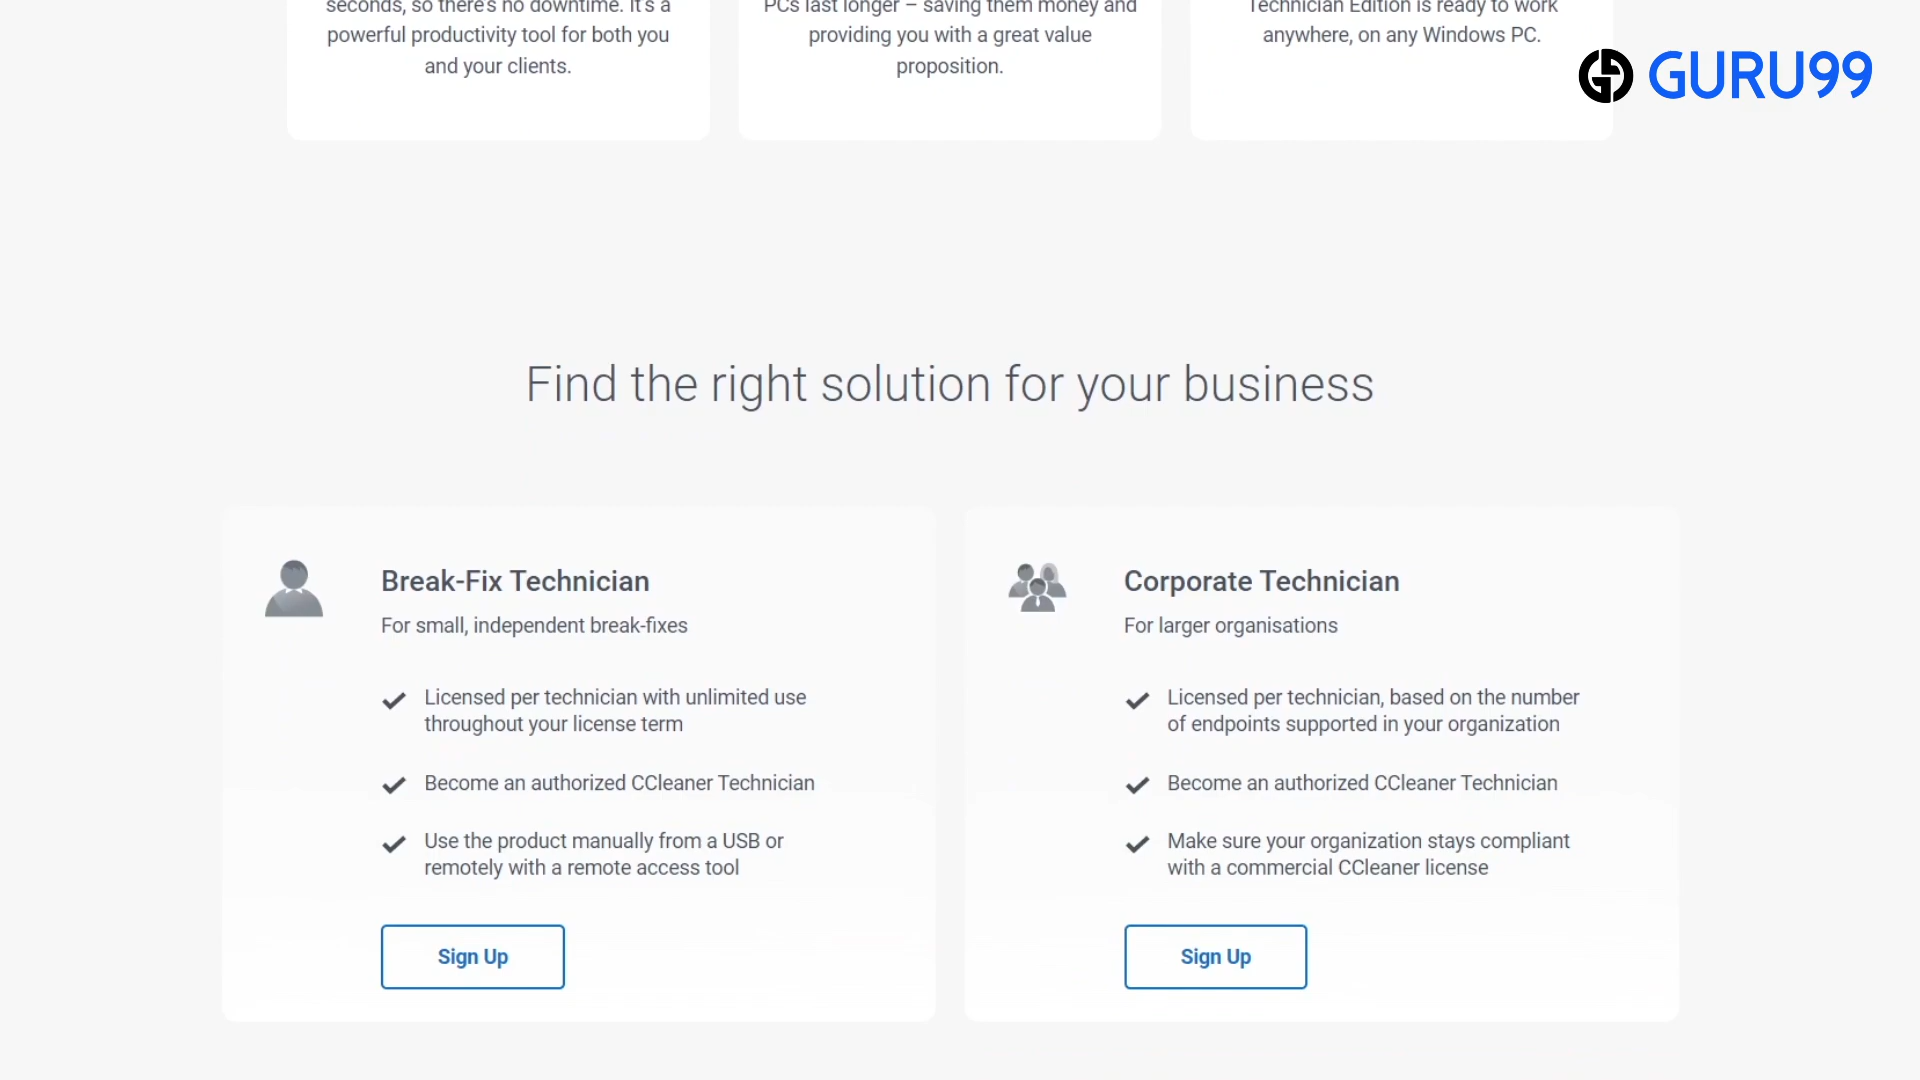 seconds, so there's no downtime. It's a
powerful productivity tool for both you
and your clients.
PCs last longer – saving them money and
providing you with a great value
proposition.
Technician Edition is ready to work
anywhere, on any Windows PC.
GURU99
Find the right solution for your business
Break-Fix Technician
For small, independent break-fixes
Licensed per technician with unlimited use
throughout your license term
Become an authorized CCleaner Technician
Use the product manually from a USB or
remotely with a remote access tool
Sign Up
Corporate Technician
For larger organisations
Licensed per technician, based on the number
of endpoints supported in your organization
Become an authorized CCleaner Technician
Make sure your organization stays compliant
with a commercial CCleaner license
Sign Up